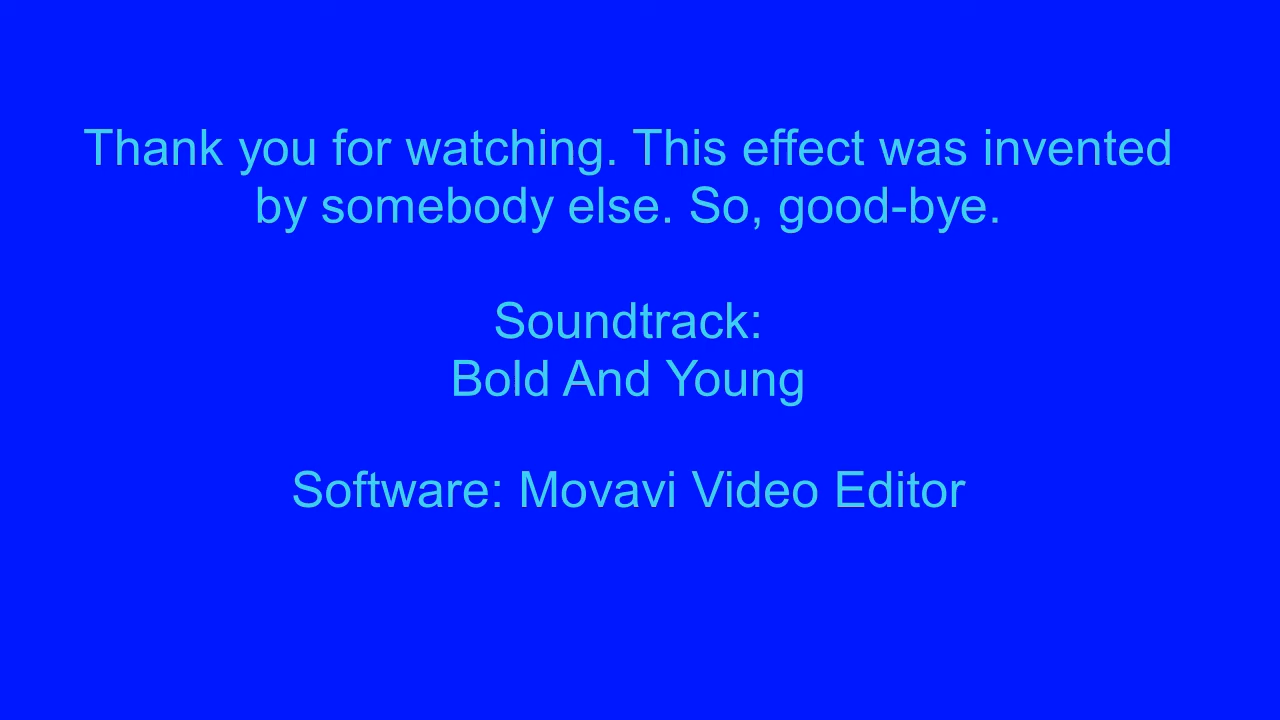 Thank you for watching. This effect was invented
by somebody else. So, good-bye.
Soundtrack:
Bold And Young
Software: Movavi Video Editor